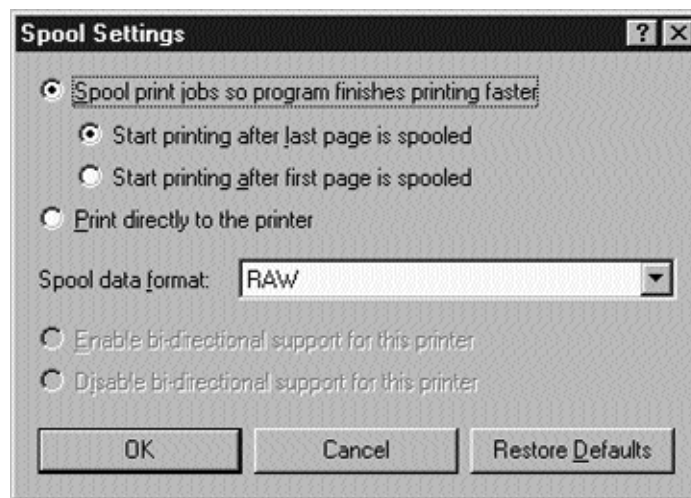 Spool Settings
Spool print jobs so program finishes printing faster
Start printing after last page is spooled
Start printing after first page is spooled
Print directly to the printer
Spool data format: RAW
Enable bi-directional support for this printer
Disable bi-directional support for this printer
OK Cancel Restore Defaults